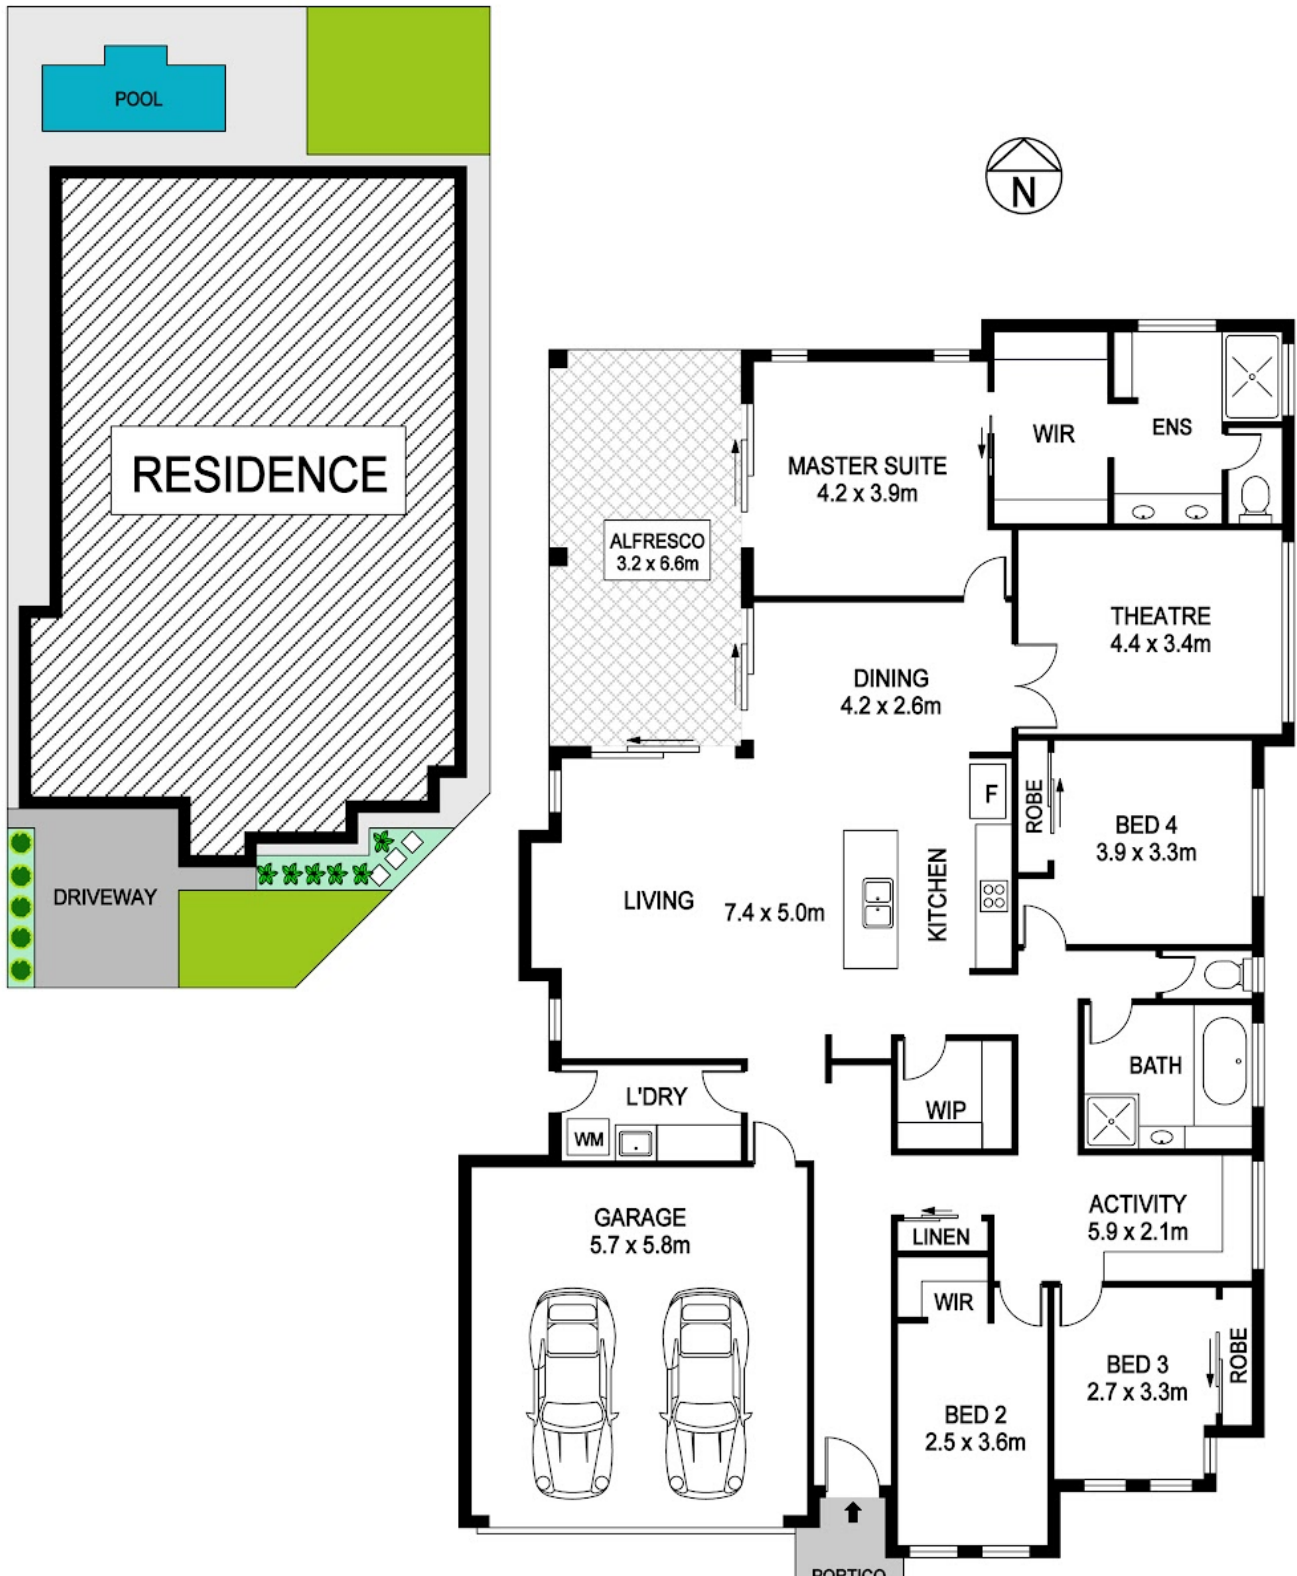 POOL
RESIDENCE
DRIVEWAY
N
WIR
ENS
MASTER SUITE
4.2 x 3.9m
ALFRESCO
3.2 x 6.6m
THEATRE
4.4 x 3.4m
DINING
4.2 x 2.6m
F
ROBE
BED 4
3.9 x 3.3m
KITCHEN
LIVING
7.4 x 5.0m
BATH
L'DRY
WM
WIP
ACTIVITY
5.9 x 2.1m
GARAGE
5.7 x 5.8m
LINEN
WIR
ROBE
BED 3
2.7 x 3.3m
BED 2
2.5 x 3.6m
PORTICO